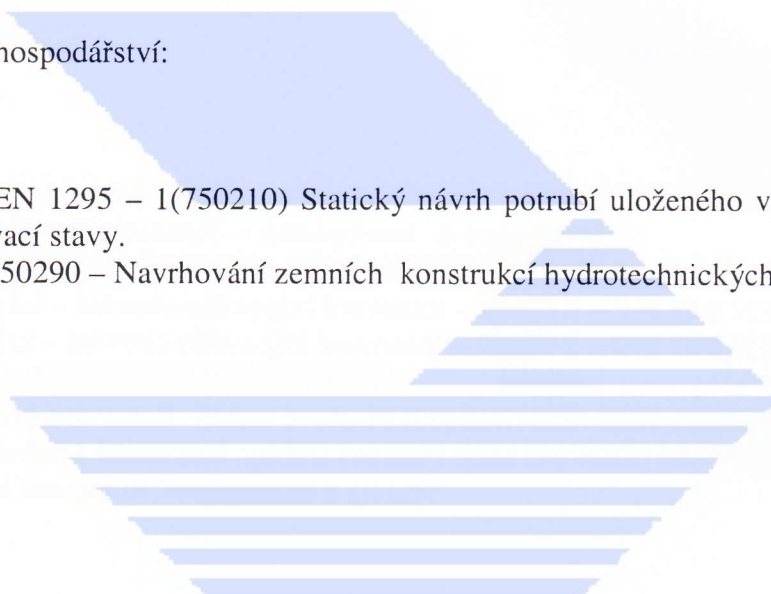 hospodářství:
EN 1295 – 1(750210) Statický návrh potrubí uloženého v
vací stavy.
50290 – Navrhování zemních konstrukcí hydrotechnických